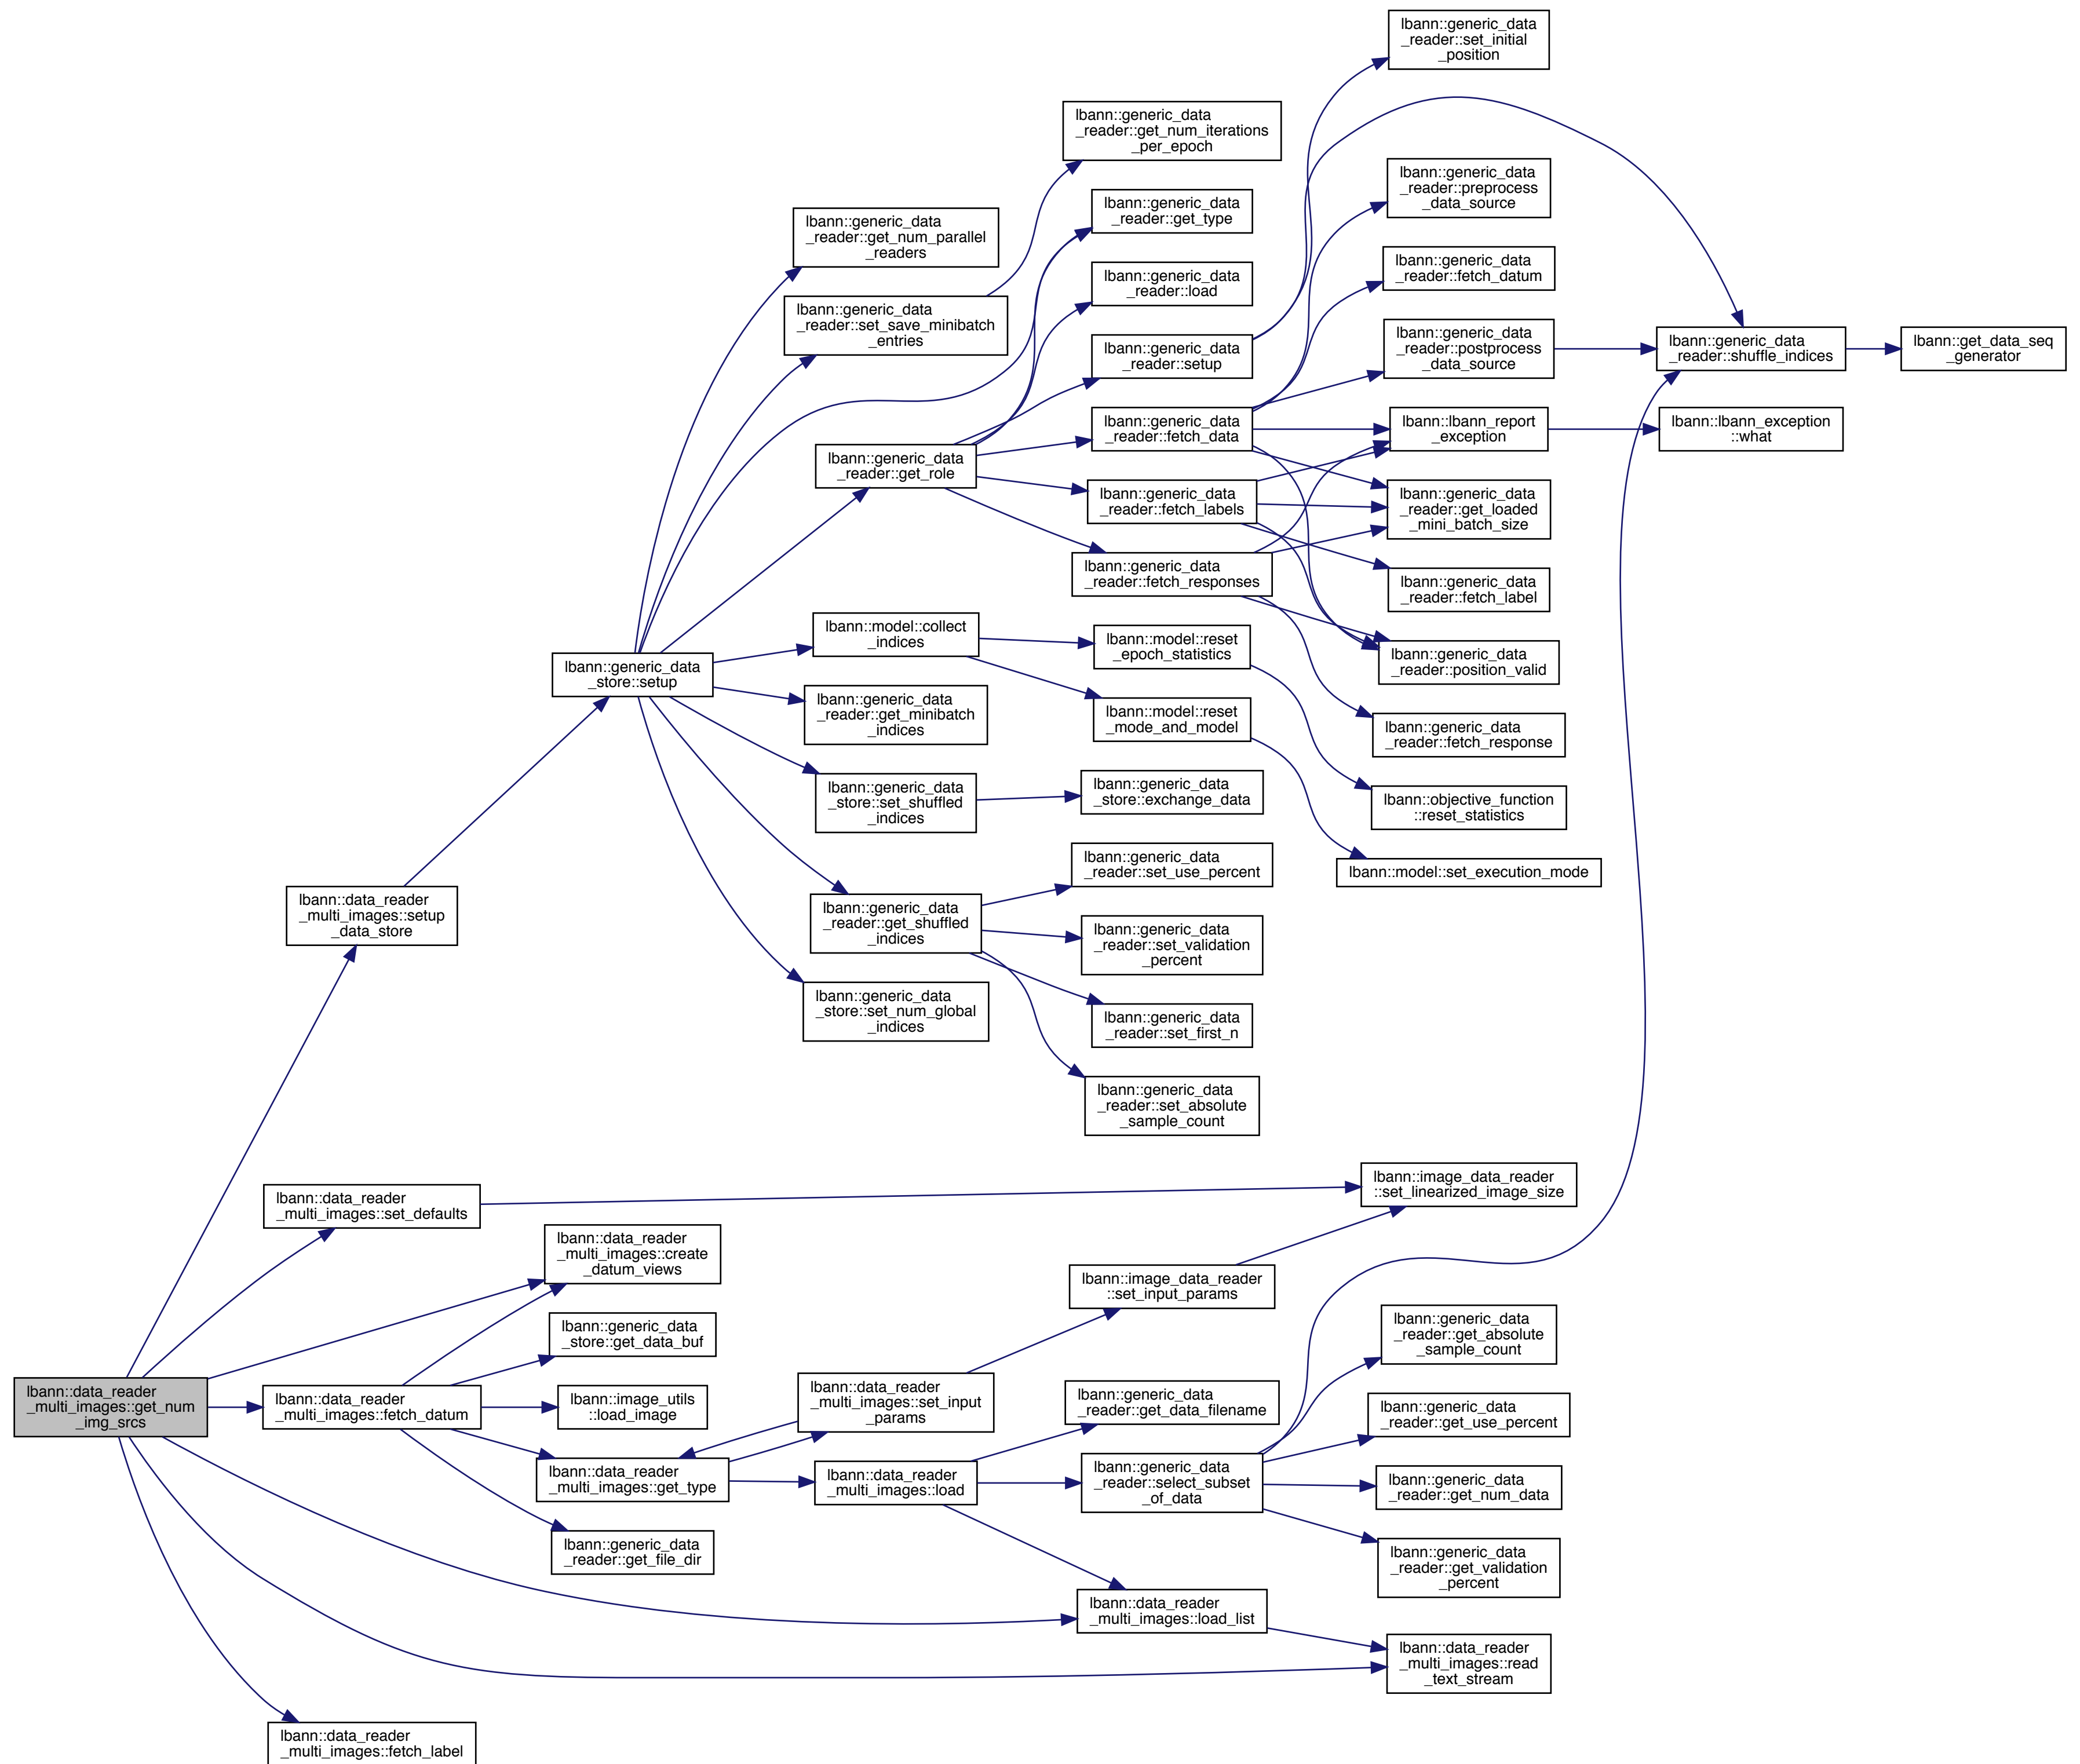 lbann::generic_data
_reader::set_initial
_position
lbann::generic_data
_reader::get_num_iterations
_per_epoch
lbann::generic_data
_reader::preprocess
_data_source
lbann::generic_data
_reader::get_type
lbann::generic_data
_reader::get_num_parallel
_readers
lbann::generic_data
_reader::fetch_datum
lbann::generic_data
_reader::load
lbann::generic_data
_reader::set_save_minibatch
_entries
lbann::generic_data
_reader::postprocess
_data_source
lbann::generic_data
_reader::shuffle_indices
lbann::get_data_seq
_generator
lbann::generic_data
_reader::setup
lbann::generic_data
_reader::fetch_data
lbann::lbann_report
_exception
lbann::lbann_exception
::what
lbann::generic_data
_reader::get_role
lbann::generic_data
_reader::fetch_labels
lbann::generic_data
_reader::get_loaded
_mini_batch_size
lbann::generic_data
_reader::fetch_responses
lbann::generic_data
_reader::fetch_label
lbann::model::collect
_indices
lbann::model::reset
_epoch_statistics
lbann::generic_data
_reader::position_valid
lbann::generic_data
_store::setup
lbann::generic_data
_reader::get_minibatch
_indices
lbann::model::reset
_mode_and_model
lbann::generic_data
_reader::fetch_response
lbann::generic_data
_store::set_shuffled
_indices
lbann::generic_data
_store::exchange_data
lbann::objective_function
::reset_statistics
lbann::generic_data
_reader::set_use_percent
lbann::model::set_execution_mode
lbann::data_reader
_multi_images::setup
_data_store
lbann::generic_data
_reader::get_shuffled
_indices
lbann::generic_data
_reader::set_validation
_percent
lbann::generic_data
_store::set_num_global
_indices
lbann::generic_data
_reader::set_first_n
lbann::generic_data
_reader::set_absolute
_sample_count
lbann::image_data_reader
::set_linearized_image_size
lbann::data_reader
_multi_images::set_defaults
lbann::data_reader
_multi_images::create
_datum_views
lbann::image_data_reader
::set_input_params
lbann::generic_data
_store::get_data_buf
lbann::generic_data
_reader::get_absolute
_sample_count
lbann::data_reader
_multi_images::get_num
_img_srcs
lbann::data_reader
_multi_images::fetch_datum
lbann::image_utils
::load_image
lbann::data_reader
_multi_images::set_input
_params
lbann::generic_data
_reader::get_data_filename
lbann::generic_data
_reader::get_use_percent
lbann::data_reader
_multi_images::get_type
lbann::data_reader
_multi_images::load
lbann::generic_data
_reader::select_subset
_of_data
lbann::generic_data
_reader::get_num_data
lbann::generic_data
_reader::get_file_dir
lbann::generic_data
_reader::get_validation
_percent
lbann::data_reader
_multi_images::load_list
lbann::data_reader
_multi_images::read
_text_stream
lbann::data_reader
_multi_images::fetch_label